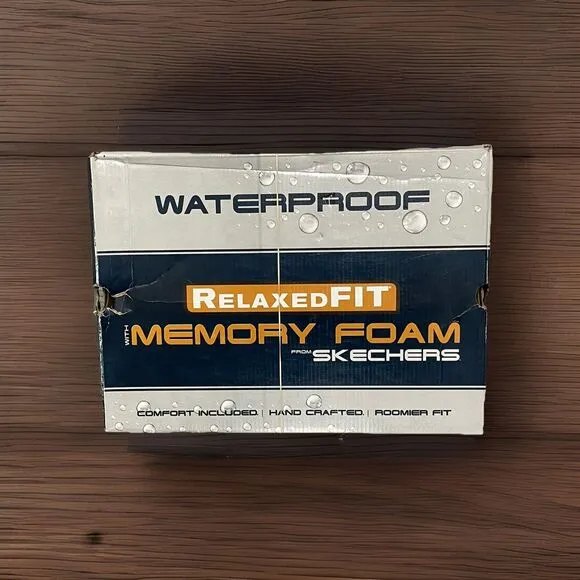 WATERPROOF
RELAXEDFIT®
WITH MEMORY FOAM
FROM SKECHERS
COMFORT INCLUDED. | HAND CRAFTED. | ROOMIER FIT